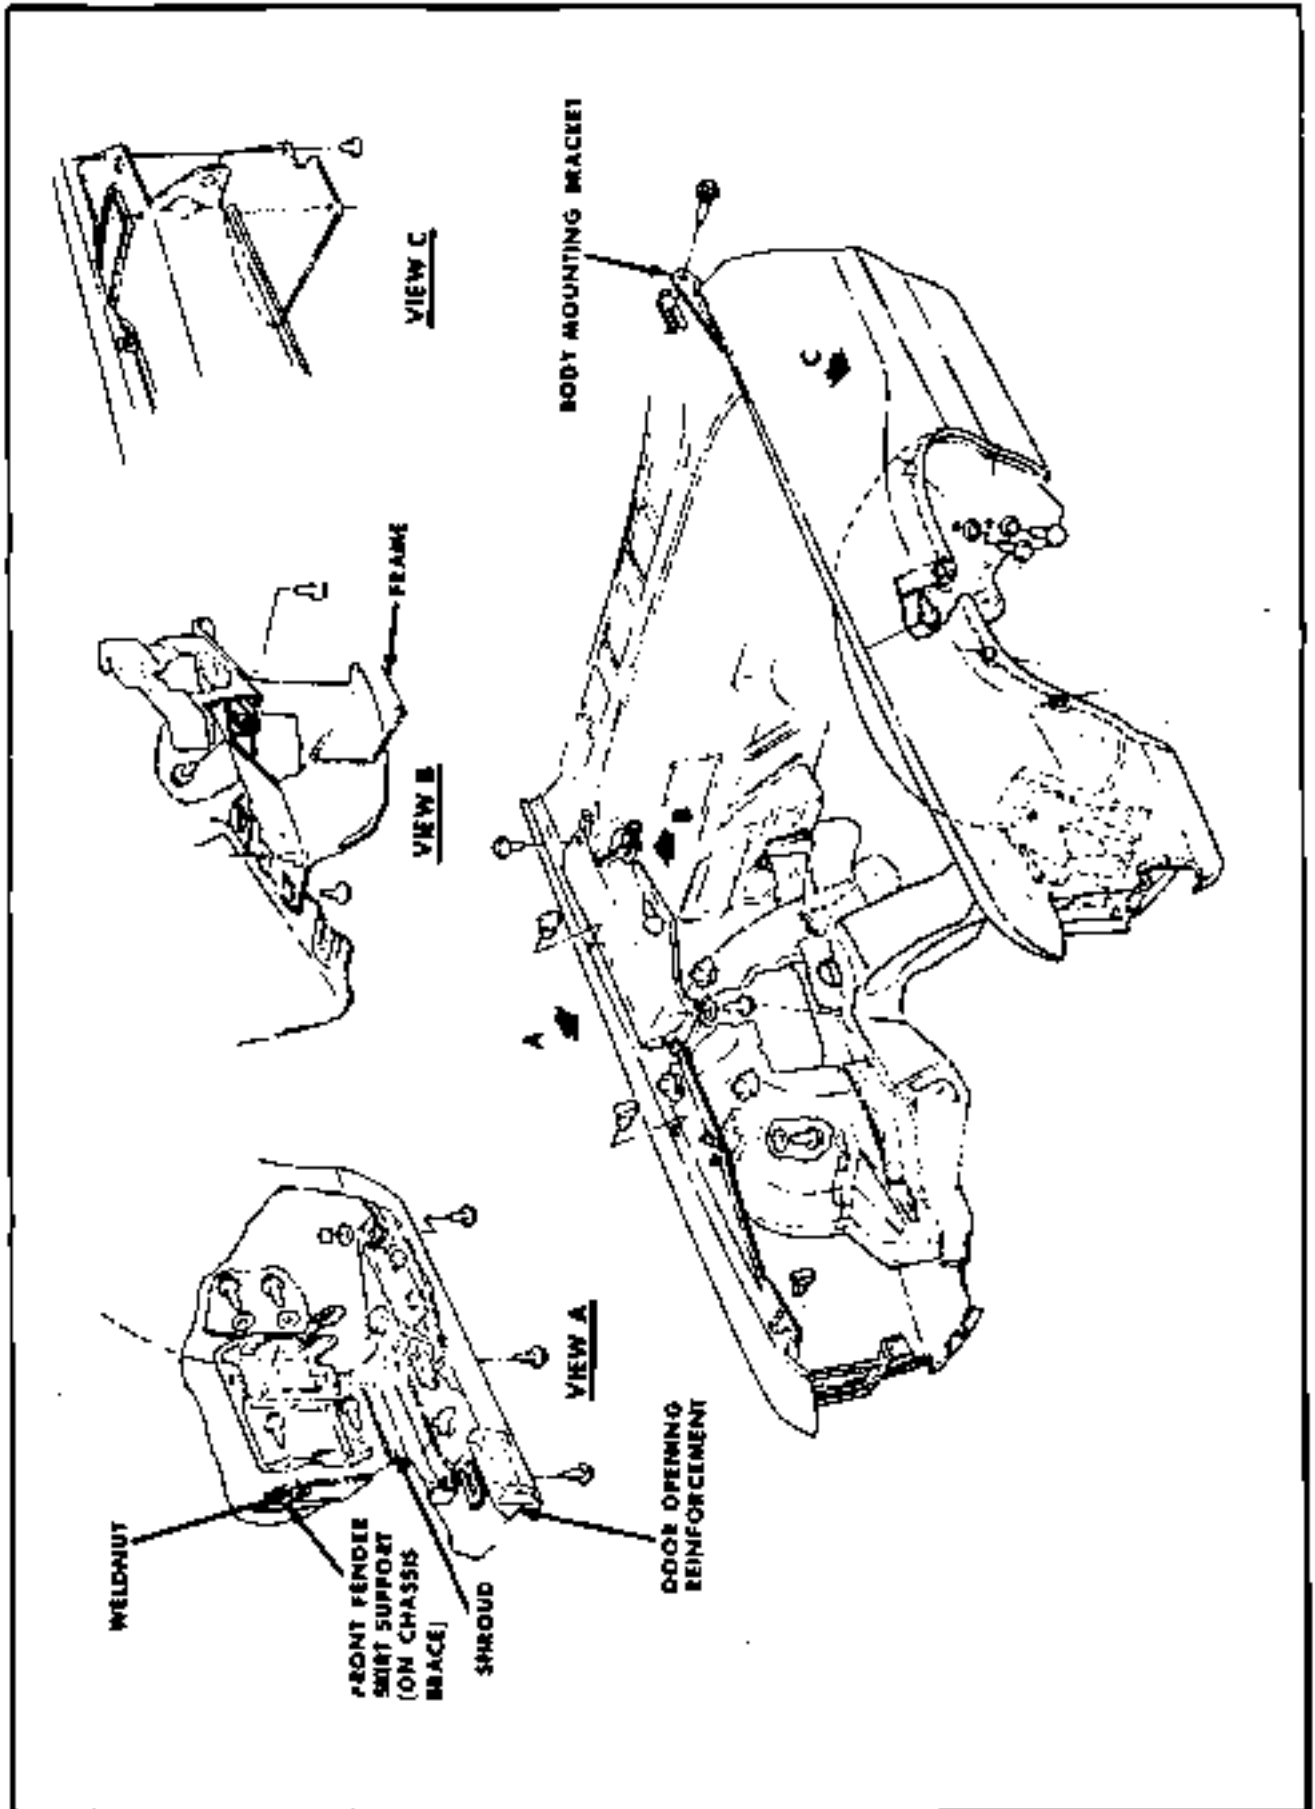 WELDNUT
FRONT FENDER
SKIRT SUPPORT
(ON CHASSIS
BRACE)
SHROUD
DOOR OPENING
REINFORCEMENT
VIEW A
FRAME
VIEW B
VIEW C
BODY MOUNTING BRACKET
A
B
C